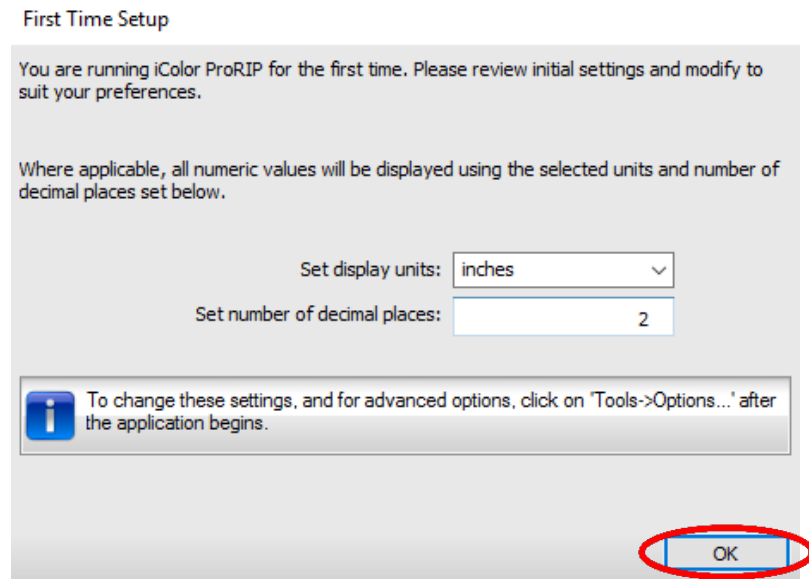 First Time Setup
You are running iColor ProRIP for the first time. Please review initial settings and modify to
suit your preferences.
Where applicable, all numeric values will be displayed using the selected units and number of
decimal places set below.
Set display units: inches
Set number of decimal places: 2
To change these settings, and for advanced options, click on 'Tools->Options...' after
the application begins.
OK